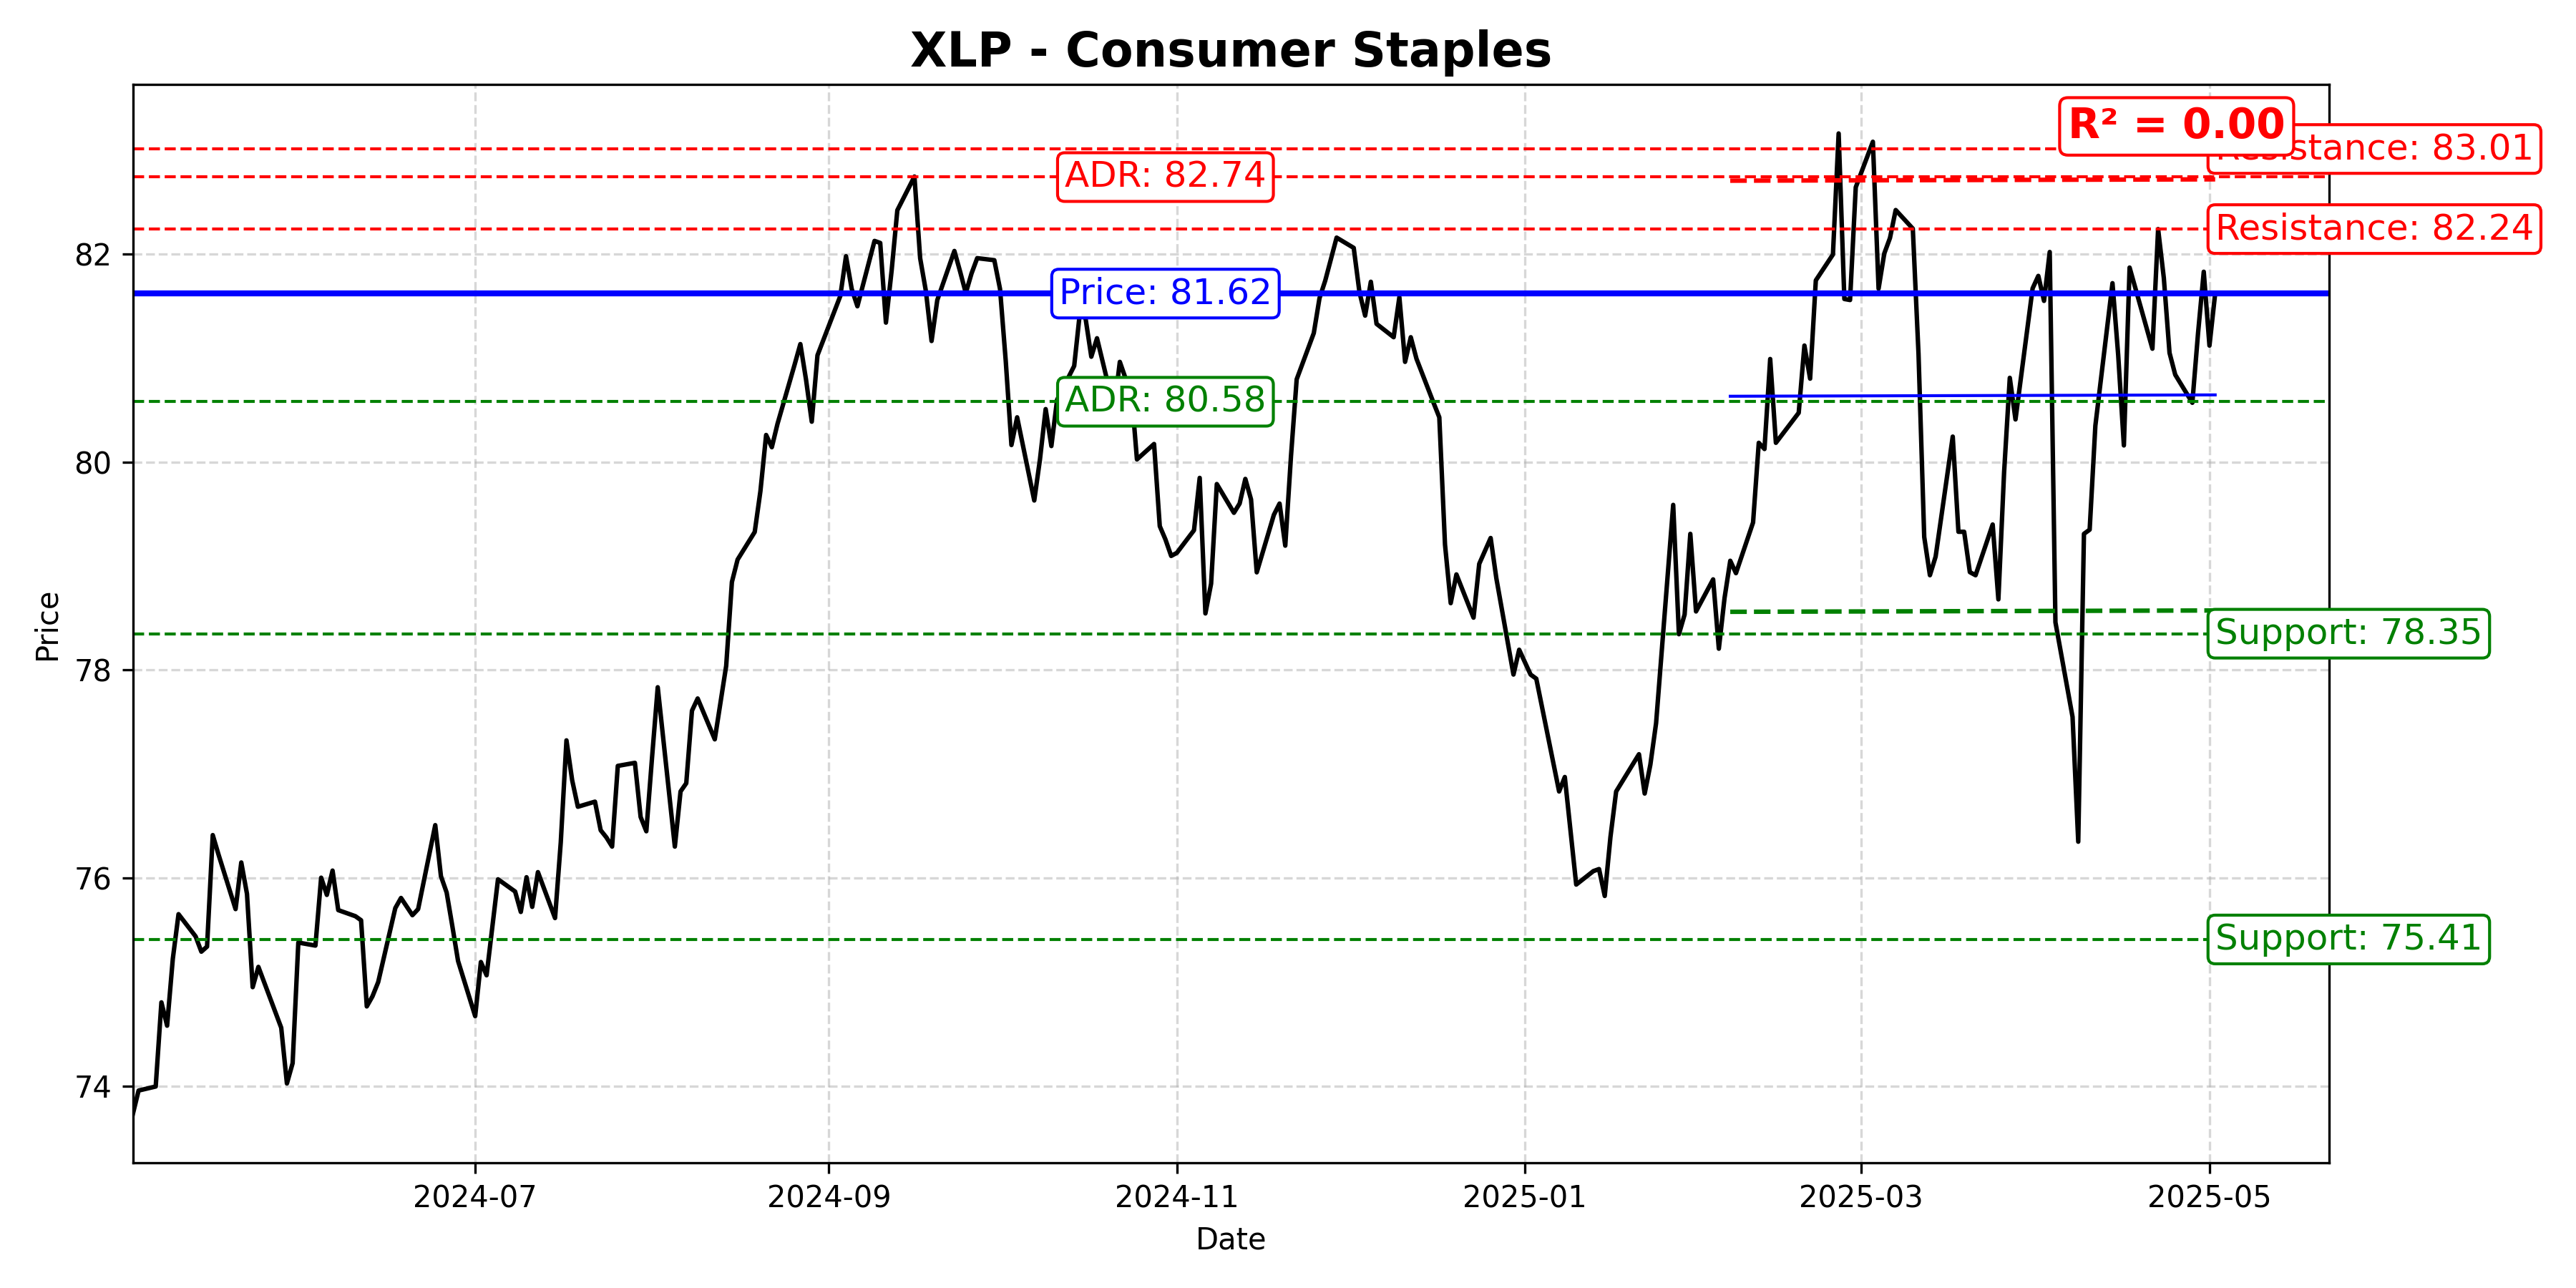 XLP - Consumer Staples
R² = 0.00
stance: 83.01
ADR: 82.74
Resistance: 82.24
82
Price: 81.62
ADR: 80.58
80
Support: 78.35
78
76
Support: 75.41
74
Price
2024-07
2024-09
2024-11
2025-01
2025-03
2025-05
Date